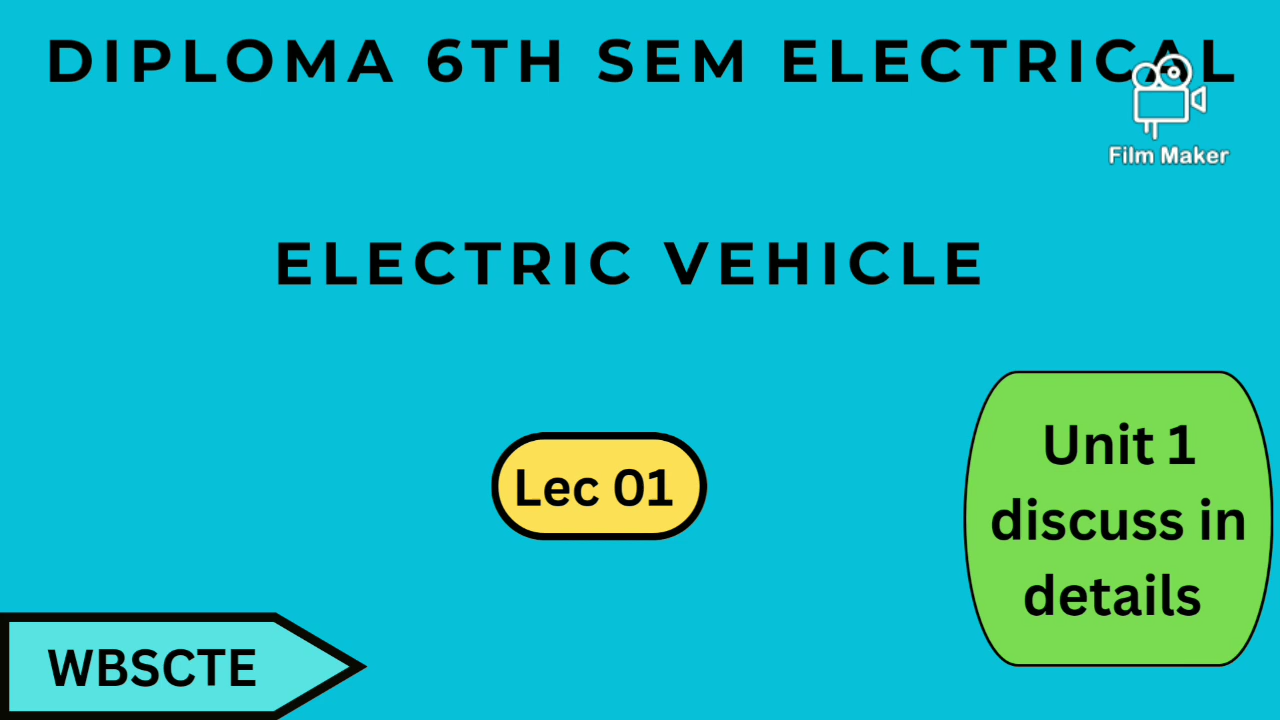 DIPLOMA 6TH SEM ELECTRICAL
Film Maker
ELECTRIC VEHICLE
Lec 01
Unit 1
discuss in
details
WBSCTE